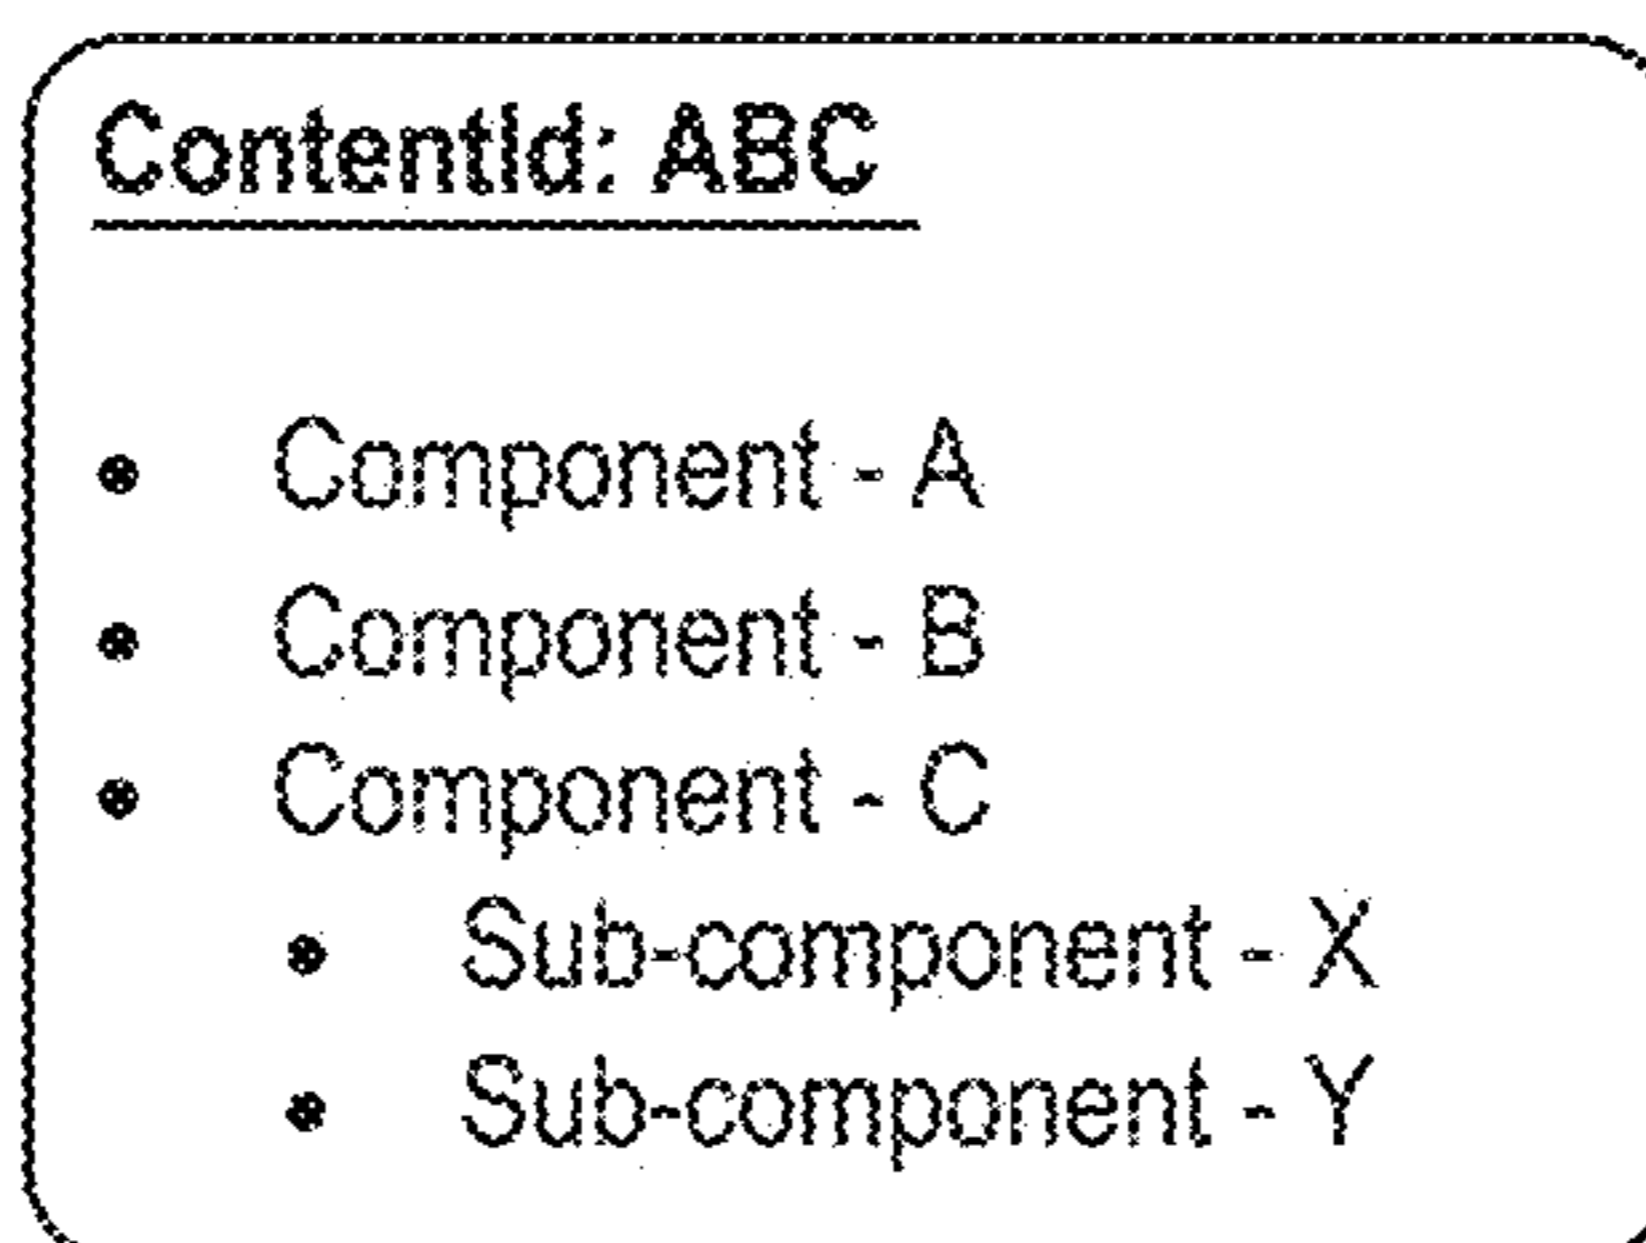 ContentId: ABC
• Component - A
• Component - B
• Component - C
• Sub-component - X
• Sub-component - Y